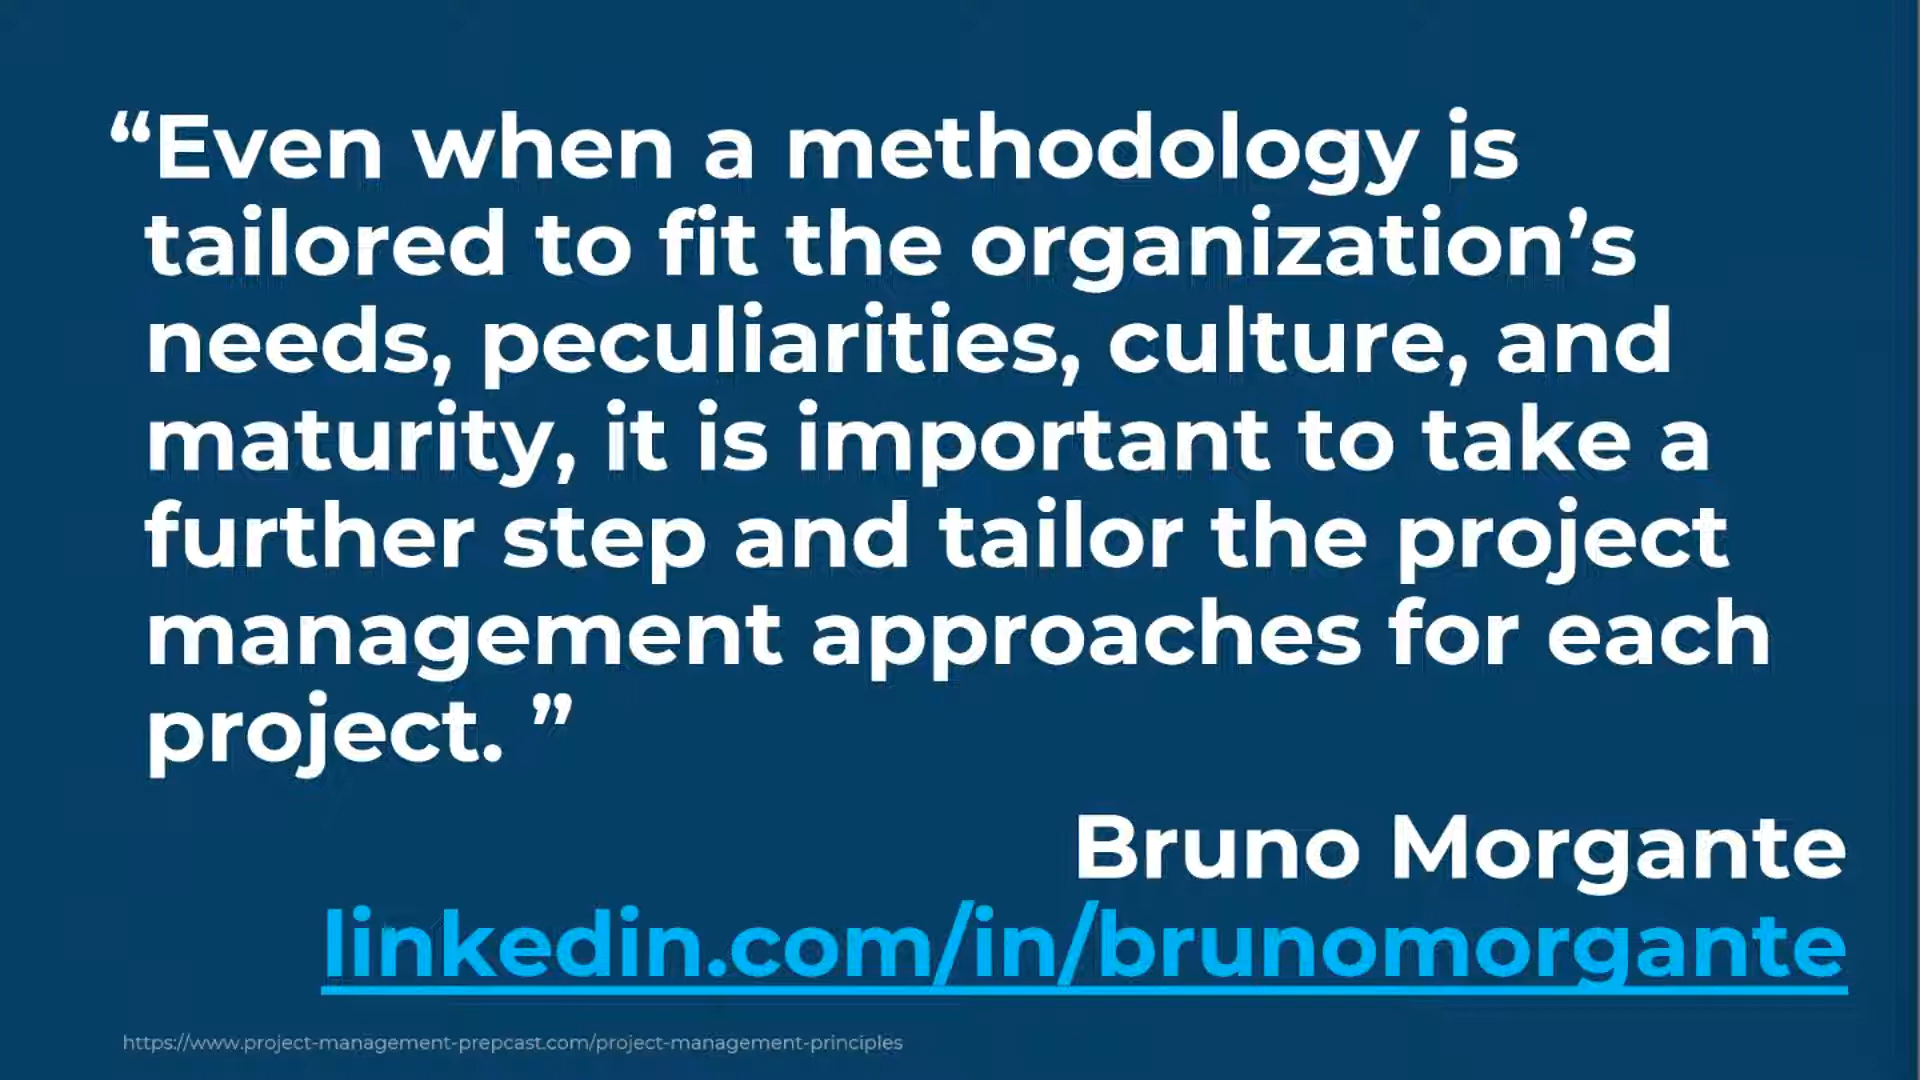 “Even when a methodology is
tailored to fit the organization’s
needs, peculiarities, culture, and
maturity, it is important to take a
further step and tailor the project
management approaches for each
project. ”
Bruno Morgante
linkedin.com/in/brunomorgante
https://www.project-management-prepcast.com/project-management-principles